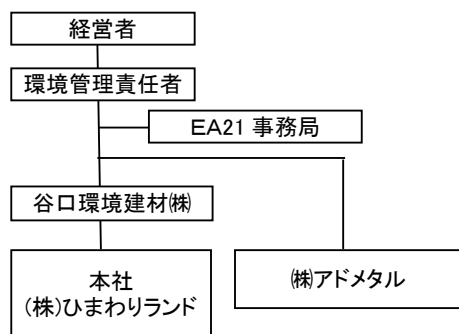 経営者
環境管理責任者
EA21 事務局
谷口環境建材㈱
本社
(株)ひまわりランド
㈱アドメタル